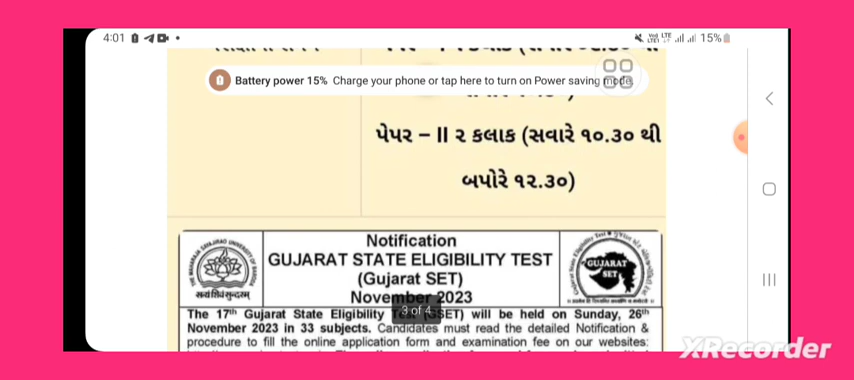 4:01
15%
Battery power 15% Charge your phone or tap here to turn on Power saving mode.
પેપર – II ૨ કલાક (સવારે ૧૦.૩૦ થી
બપોરે ૧૨.૩૦)
Notification
GUJARAT STATE ELIGIBILITY TEST
(Gujarat SET)
November 2023
GUJARAT
SET
सत्यं शिवं सुन्दरम्
3 of 4
The 17th Gujarat State Eligibility Test (GSET) will be held on Sunday, 26th
November 2023 in 33 subjects. Candidates must read the detailed Notification &
procedure to fill the online application form and examination fee on our websites:
XRecorder